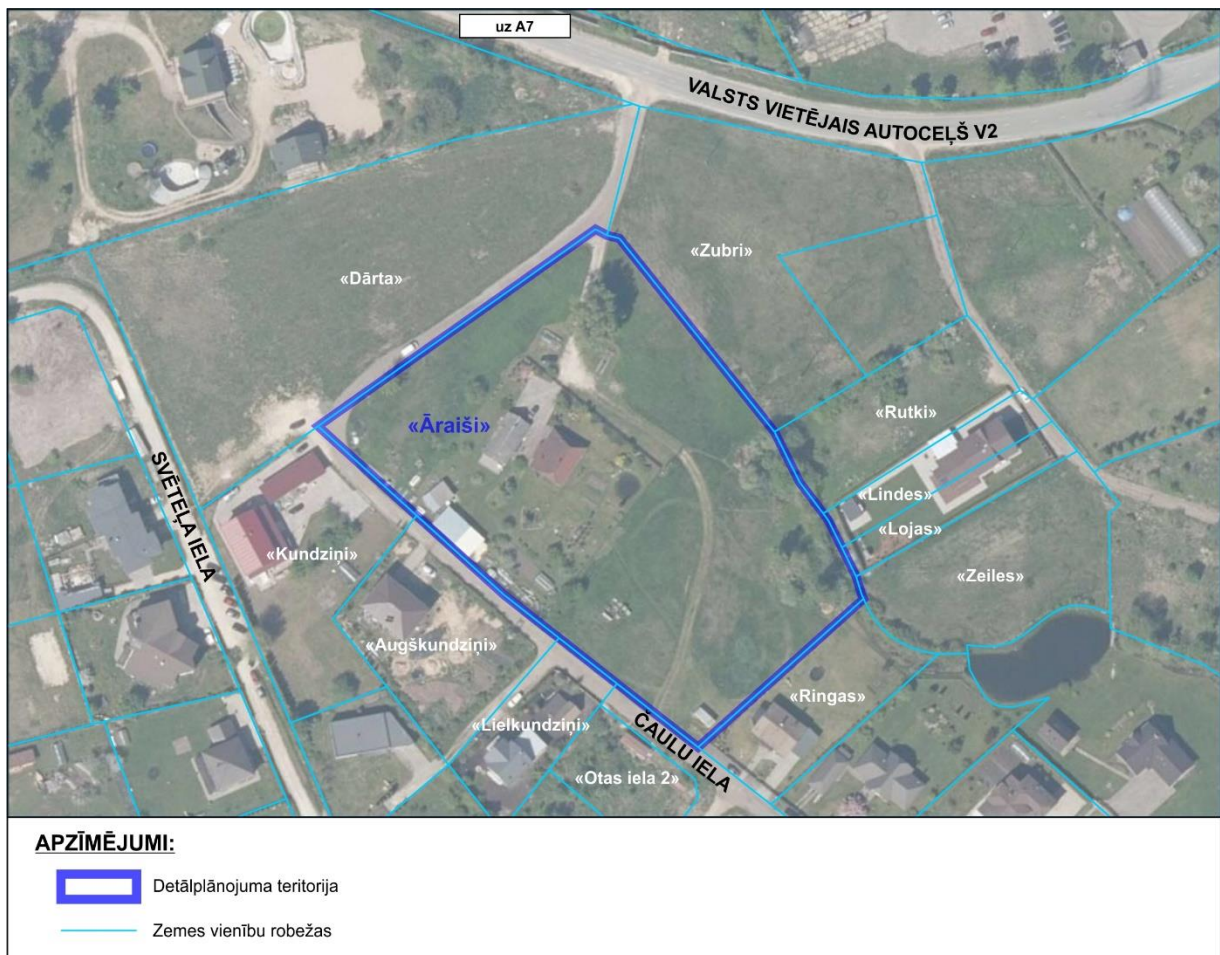 uz A7
VALSTS VIETĒJAIS AUTOCEĻŠ V2
«Zubri»
«Dārta»
«Āraiši»
«Rutki»
SVĒTEĻA IELA
«Lindes»
«Lojas»
«Kundziņi»
«Zeiles»
«Augškundziņi»
«Ringas»
«Lielkundziņi»
ČAULU IELA
«Otas iela 2»
APZĪMĒJUMI:
Detālplānojuma teritorija
Zemes vienību robežas